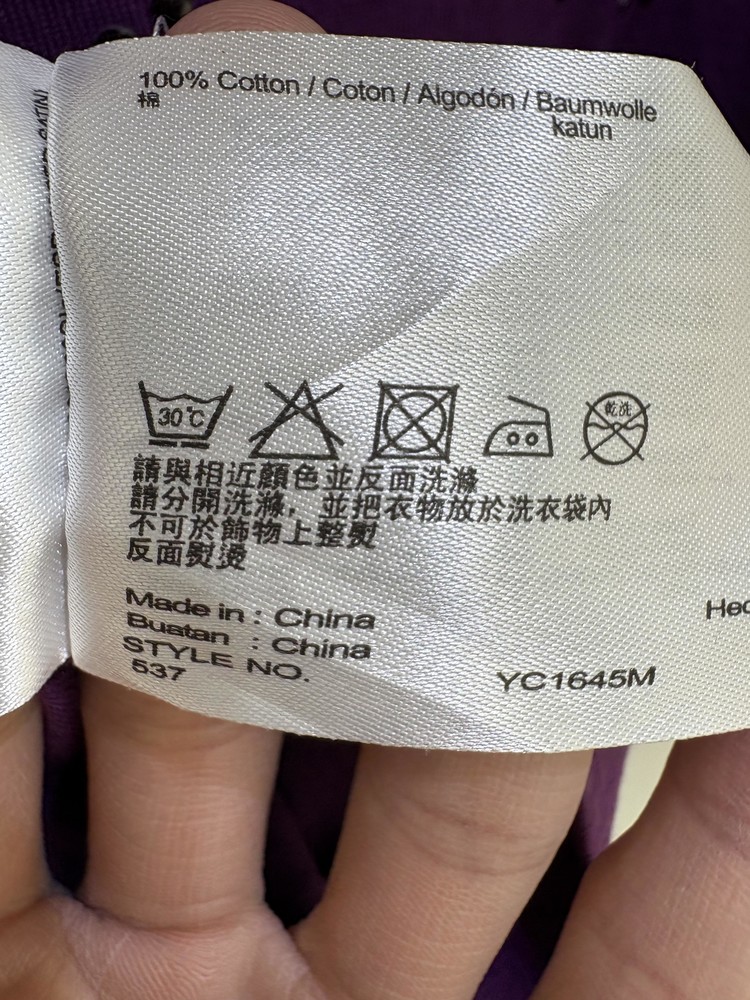 100% Cotton / Coton / Algodón / Baumwolle
棉
katun
30℃
乾洗
請與相近顏色並反面洗滌
請分開洗滌，並把衣物放於洗衣袋內
不可於飾物上整熨
反面熨燙
Made in : China
Buatan : China
STYLE NO.
537
YC1645M